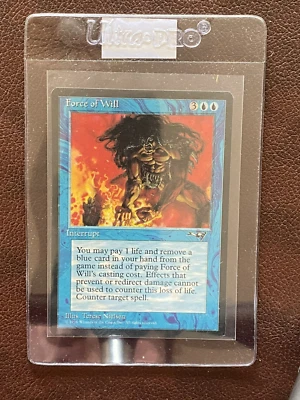 Ultra PRO
Force of Will 3
Interrupt
You may pay 1 life and remove a
blue card in your hand from the
game instead of paying Force of
Will's casting cost. Effects that
prevent or redirect damage cannot
be used to counter this loss of life.
Counter target spell.
Illus. Terese Nielsen